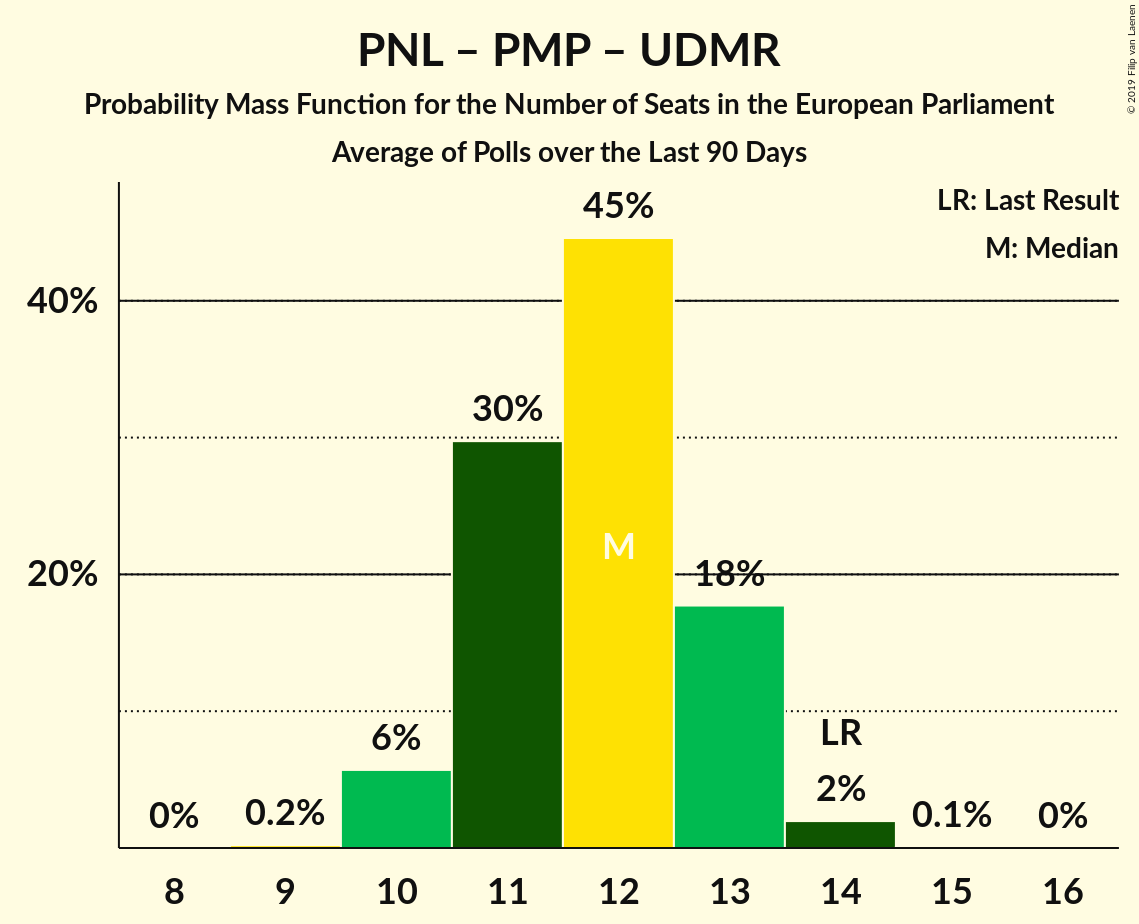 PNL – PMP – UDMR
Probability Mass Function for the Number of Seats in the European Parliament
Average of Polls over the Last 90 Days
© 2019 Filip van Laenen
LR: Last Result
M: Median
45%
40%
30%
M
20%
18%
6%
LR
2%
0%
0.2%
0.1%
0%
8 9 10 11 12 13 14 15 16